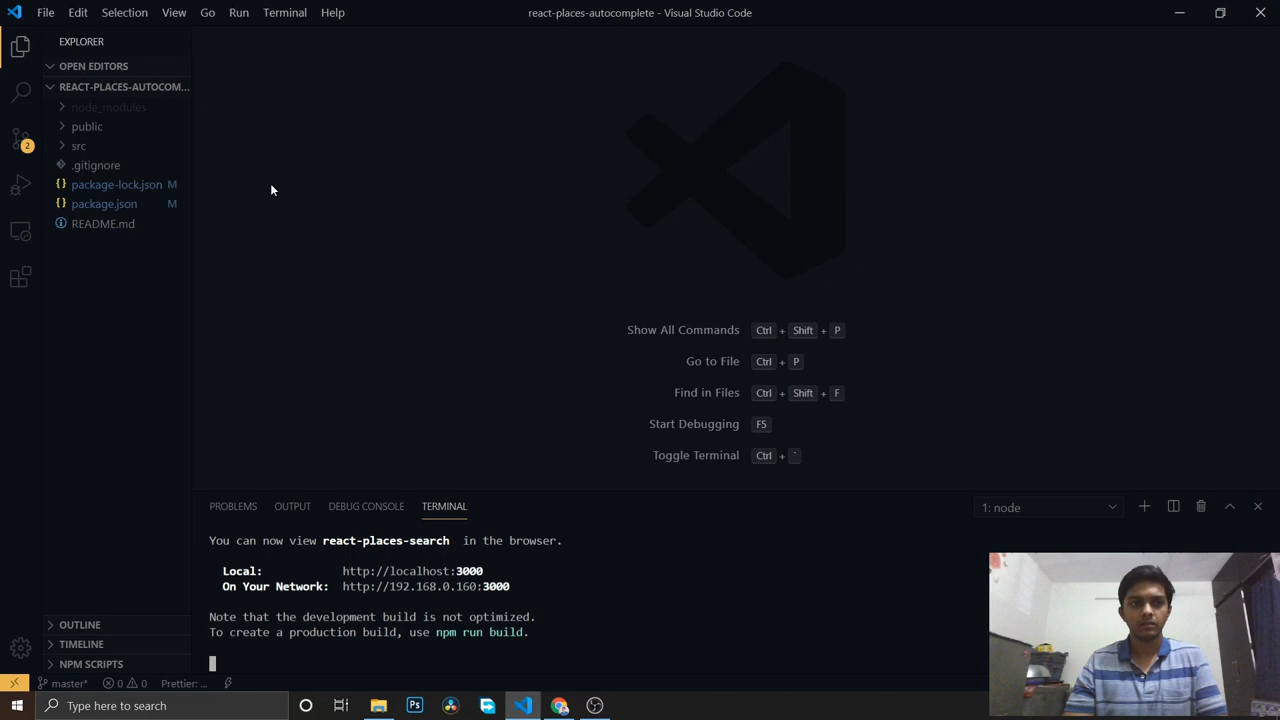 File Edit Selection View Go Run Terminal Help
react-places-autocomplete - Visual Studio Code
EXPLORER
OPEN EDITORS
REACT-PLACES-AUTOCOM...
node_modules
public
src
.gitignore
{} package-lock.json M
{} package.json M
README.md
2
Show All Commands Ctrl + Shift + P
Go to File Ctrl + P
Find in Files Ctrl + Shift + F
Start Debugging F5
Toggle Terminal Ctrl + `
PROBLEMS OUTPUT DEBUG CONSOLE TERMINAL
1: node
You can now view react-places-search in the browser.
Local: http://localhost:3000
On Your Network: http://192.168.0.160:3000
Note that the development build is not optimized.
To create a production build, use npm run build.
OUTLINE
TIMELINE
NPM SCRIPTS
master* 0 0 Prettier: ...
Type here to search
Ps